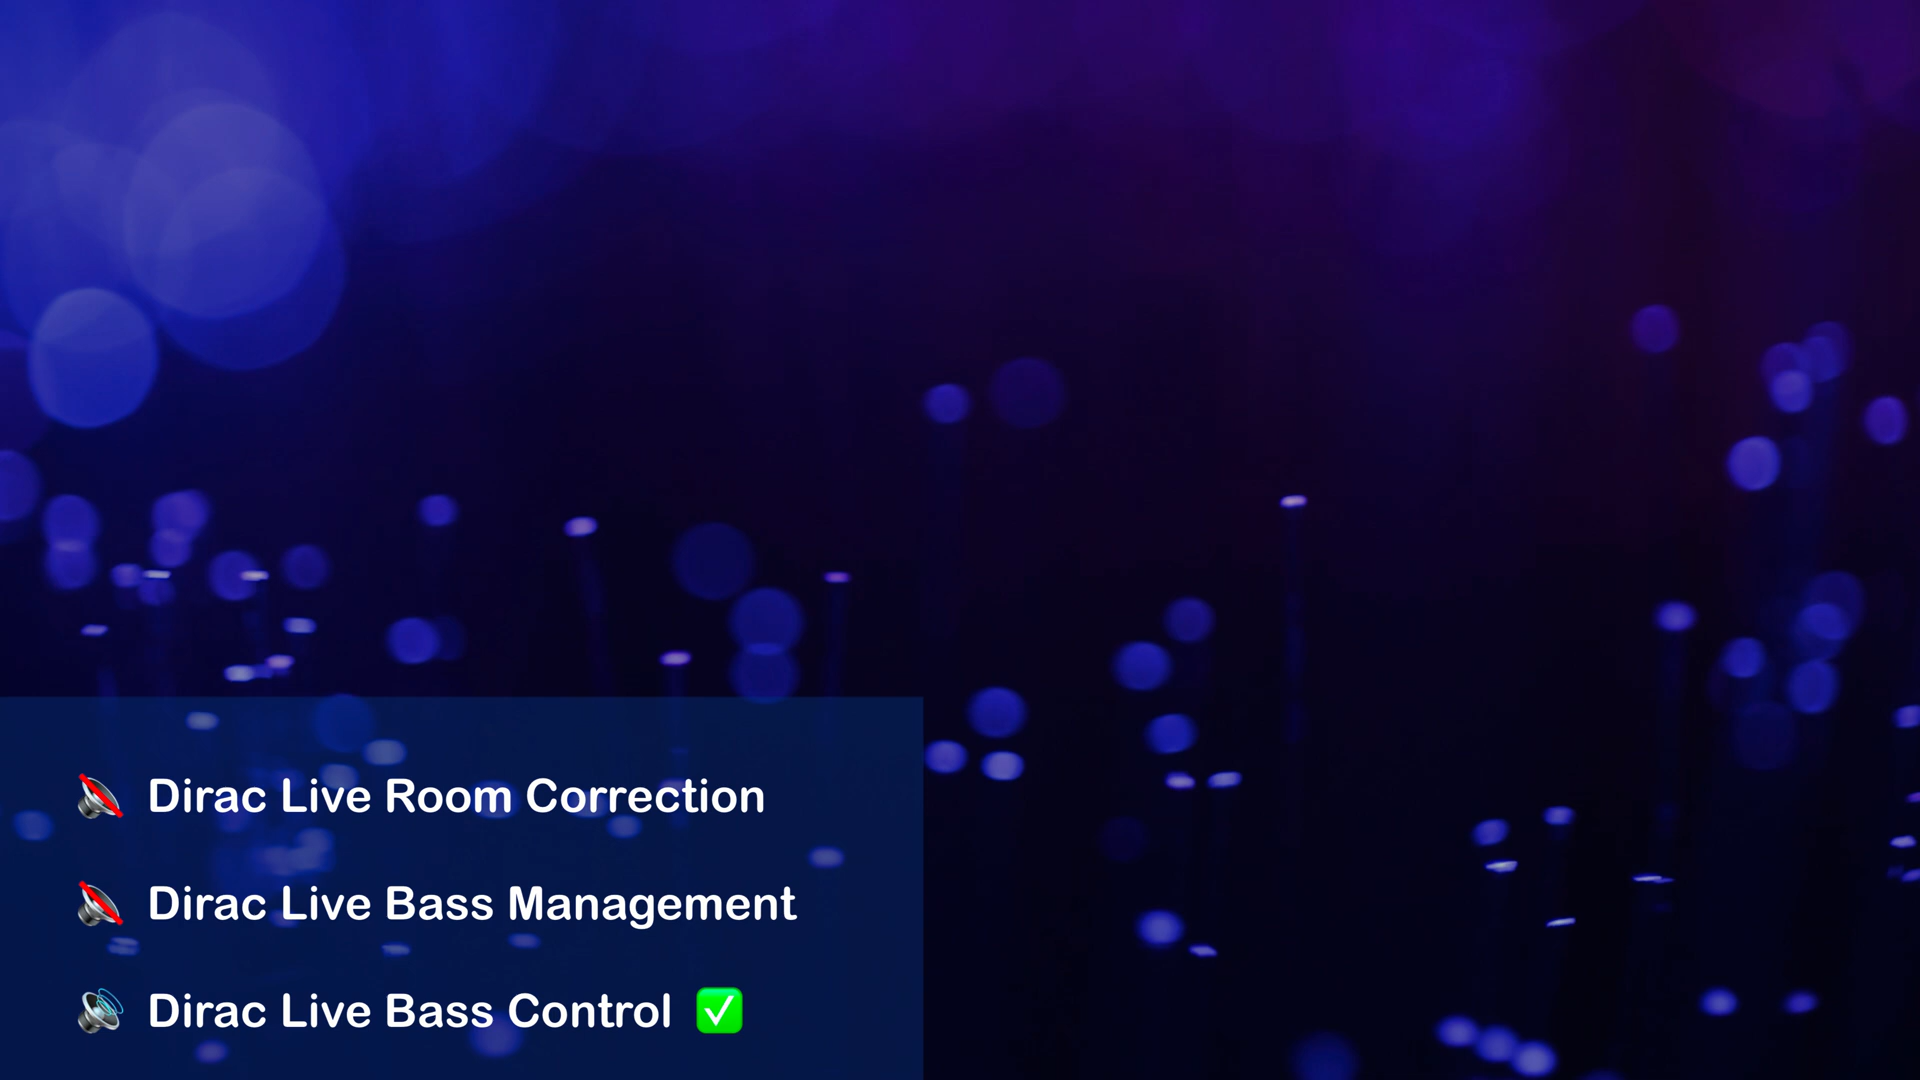 Dirac Live Room Correction
Dirac Live Bass Management
Dirac Live Bass Control